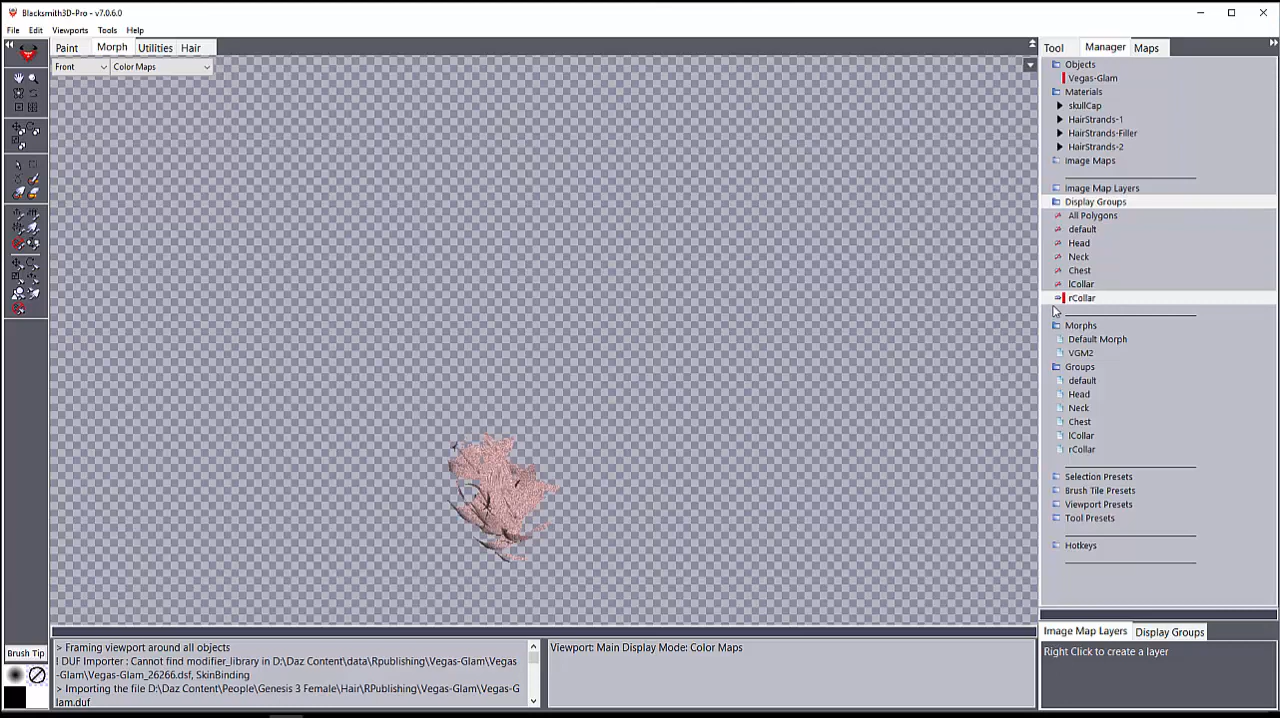 Blacksmith3D-Pro - v7.0.6.0
File Edit Viewports Tools Help
Paint Morph Utilities Hair
Front Color Maps
Tool Manager Maps
Objects
Vegas-Glam
Materials
skullCap
HairStrands-1
HairStrands-Filler
HairStrands-2
Image Maps
Image Map Layers
Display Groups
All Polygons
default
Head
Neck
Chest
lCollar
rCollar
Morphs
Default Morph
VGM2
Groups
default
Head
Neck
Chest
lCollar
rCollar
Selection Presets
Brush Tile Presets
Viewport Presets
Tool Presets
Hotkeys
Brush Tip
> Framing viewport around all objects
! DUF Importer : Cannot find modifier_library in D:\Daz Content\data\Rpublishing\Vegas-Glam\Vegas
-Glam\Vegas-Glam_26266.dsf, SkinBinding
> Importing the file D:\Daz Content\People\Genesis 3 Female\Hair\RPublishing\Vegas-Glam\Vegas-G
lam.duf
Viewport: Main Display Mode: Color Maps
Image Map Layers Display Groups
Right Click to create a layer